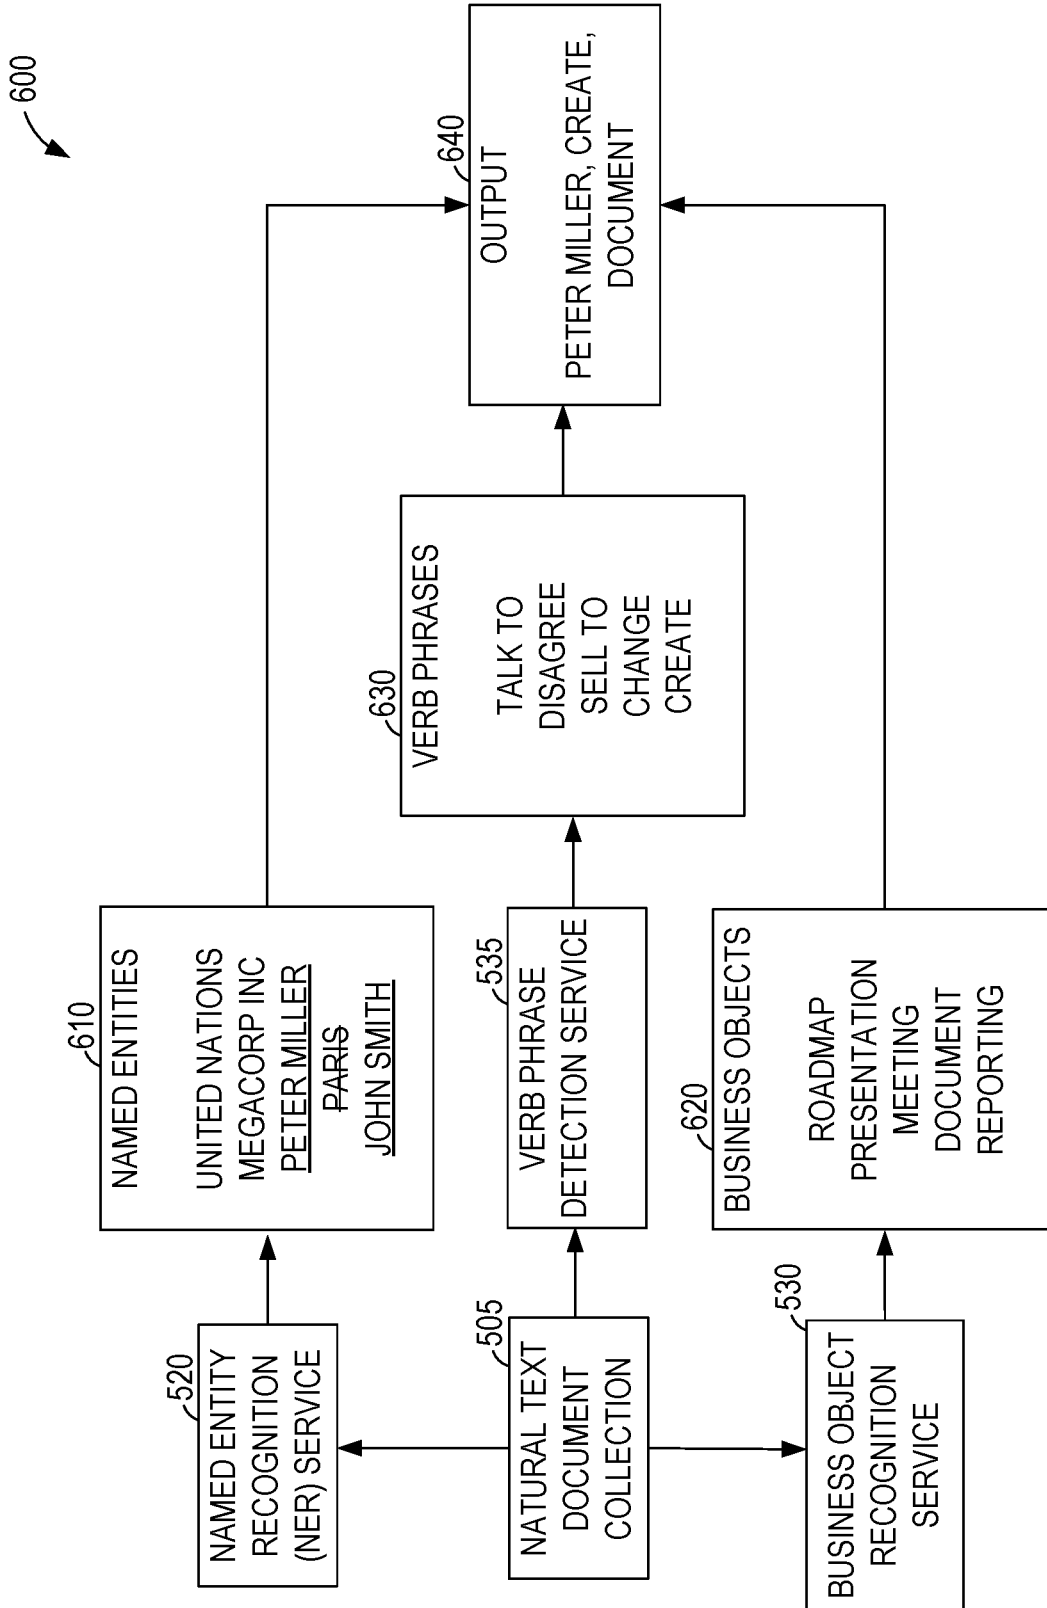 600
520
NAMED ENTITY
RECOGNITION
(NER) SERVICE
610
NAMED ENTITIES
UNITED NATIONS
MEGACORP INC
PETER MILLER
PARIS
JOHN SMITH
505
NATURAL TEXT
DOCUMENT
COLLECTION
535
VERB PHRASE
DETECTION SERVICE
630
VERB PHRASES
TALK TO
DISAGREE
SELL TO
CHANGE
CREATE
640
OUTPUT
PETER MILLER, CREATE,
DOCUMENT
530
BUSINESS OBJECT
RECOGNITION
SERVICE
620
BUSINESS OBJECTS
ROADMAP
PRESENTATION
MEETING
DOCUMENT
REPORTING